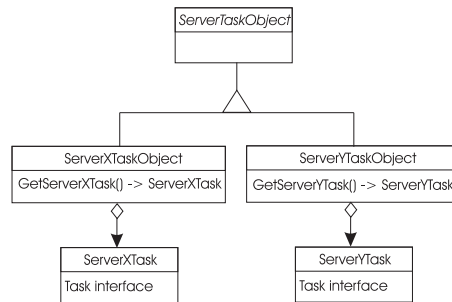 ServerTaskObject
ServerXTaskObject
GetServerXTask() -> ServerXTask
ServerYTaskObject
GetServerYTask() -> ServerYTask
ServerXTask
Task interface
ServerYTask
Task interface